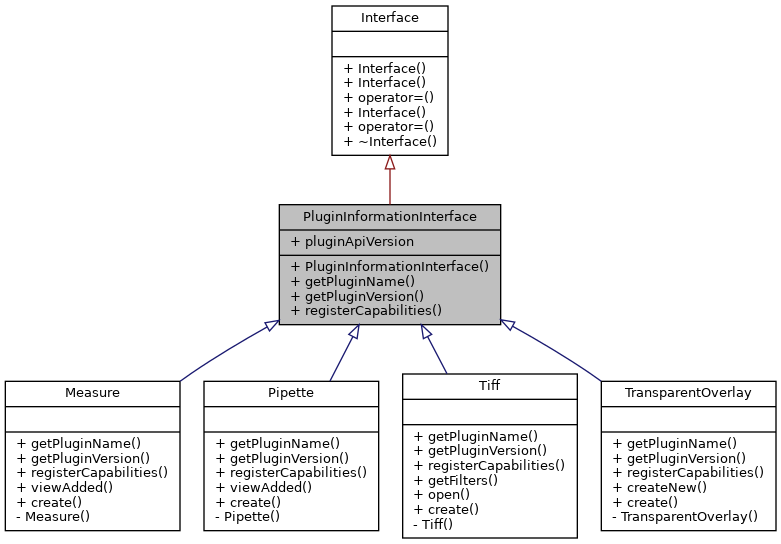 Interface
+ Interface()
+ Interface()
+ operator=()
+ Interface()
+ operator=()
+ ~Interface()
PluginInformationInterface
+ pluginApiVersion
+ PluginInformationInterface()
+ getPluginName()
+ getPluginVersion()
+ registerCapabilities()
Measure
+ getPluginName()
+ getPluginVersion()
+ registerCapabilities()
+ viewAdded()
+ create()
- Measure()
Pipette
+ getPluginName()
+ getPluginVersion()
+ registerCapabilities()
+ viewAdded()
+ create()
- Pipette()
Tiff
+ getPluginName()
+ getPluginVersion()
+ registerCapabilities()
+ getFilters()
+ open()
+ create()
- Tiff()
TransparentOverlay
+ getPluginName()
+ getPluginVersion()
+ registerCapabilities()
+ createNew()
+ create()
- TransparentOverlay()